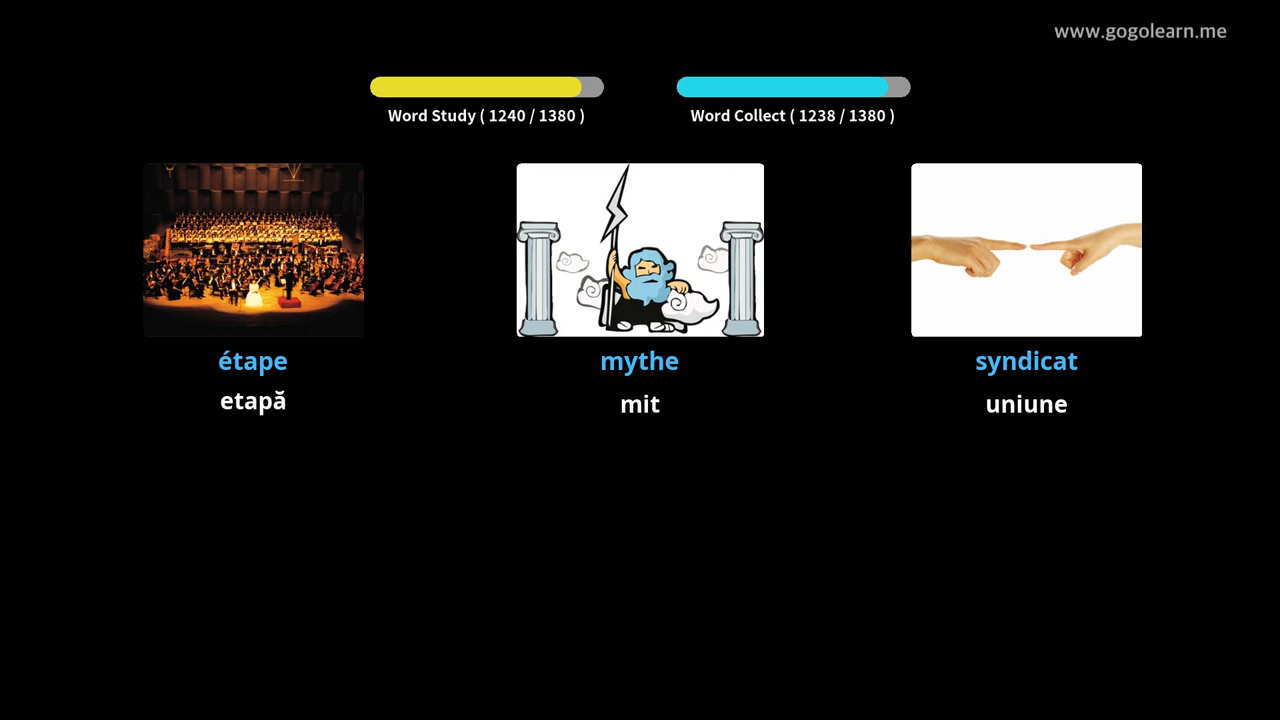 www.gogolearn.me
Word Study ( 1240 / 1380 )
Word Collect ( 1238 / 1380 )
étape
mythe
syndicat
etapă
mit
uniune